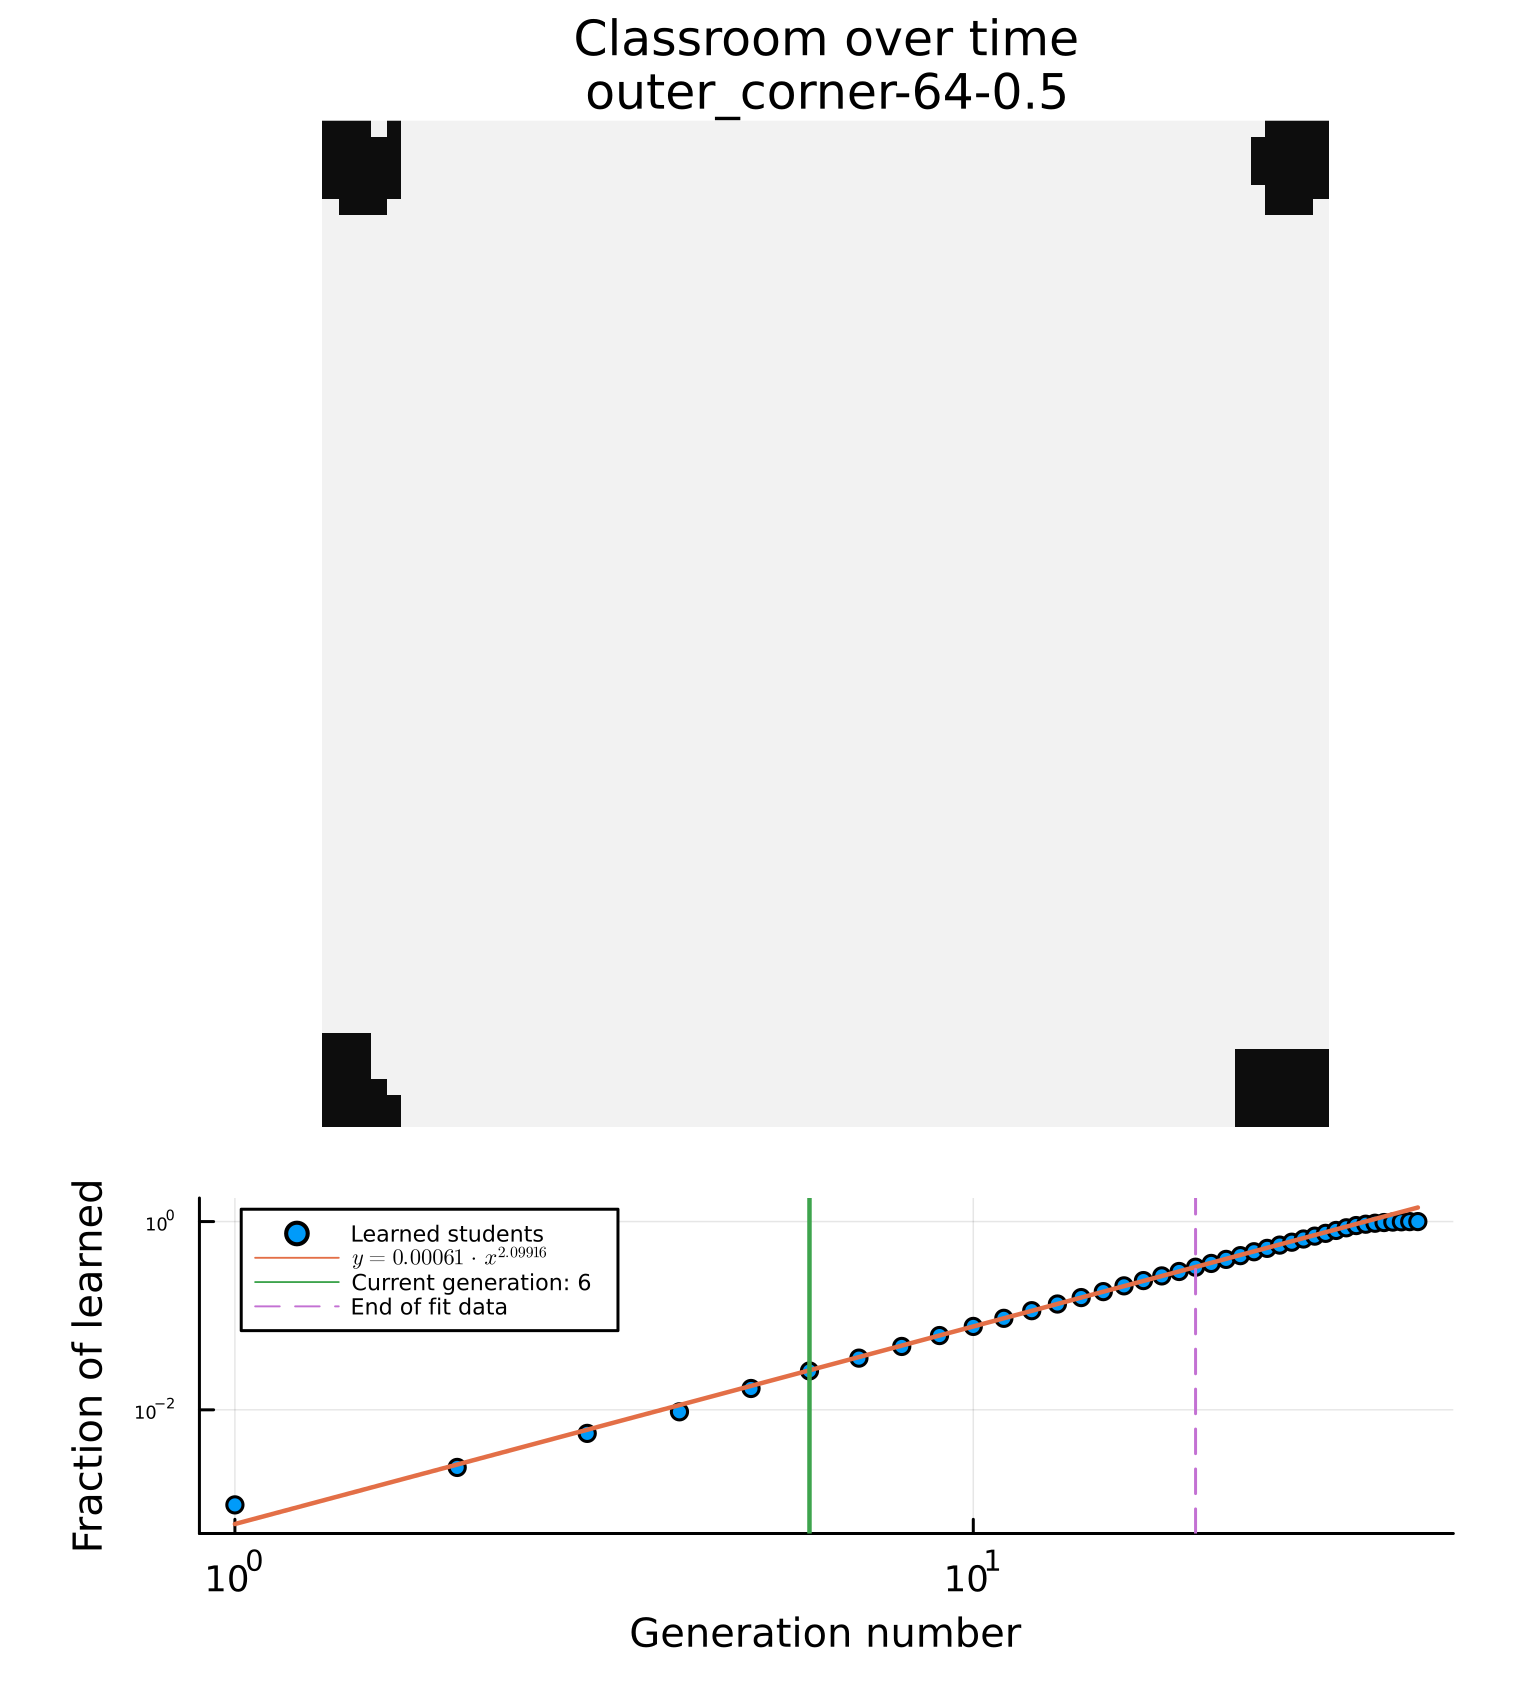 Classroom over time
outer_corner-64-0.5
Fraction of learned
10^0
10^-2
Learned students
y = 0.00061 · x^2.09916
Current generation: 6
End of fit data
10^0
10^1
Generation number